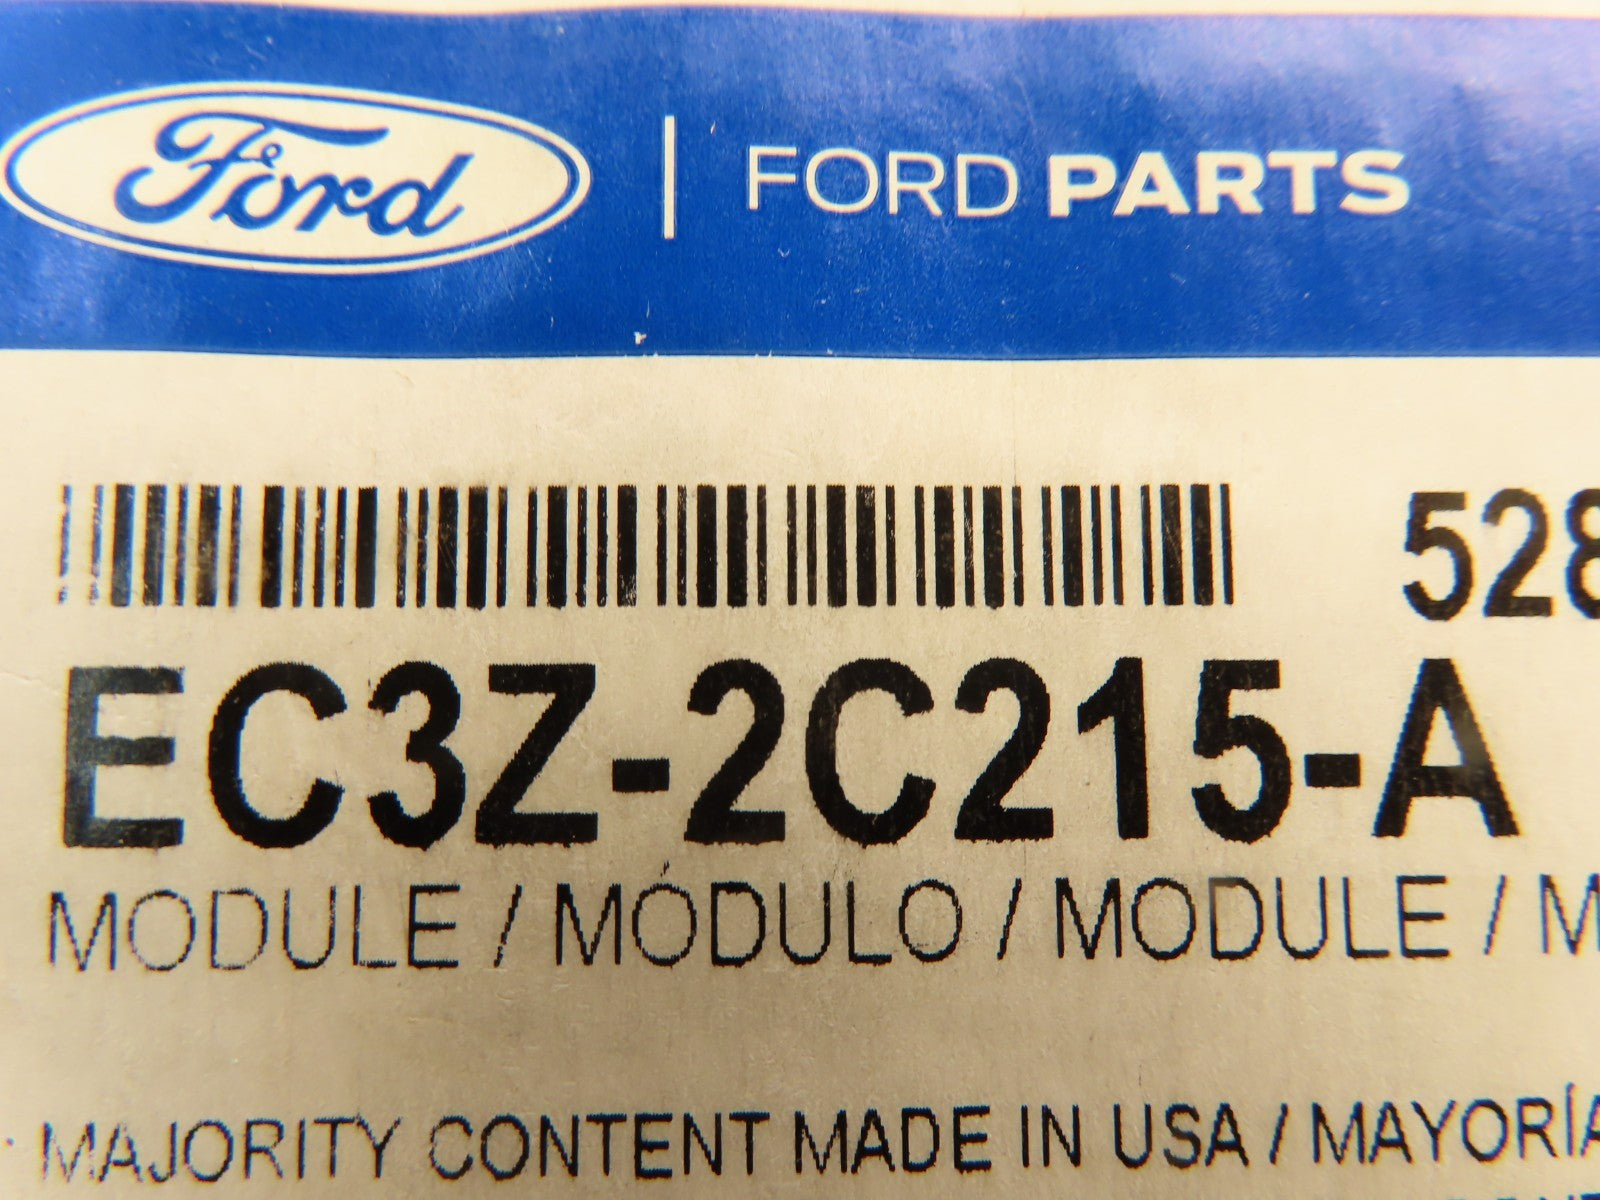 Ford | FORD PARTS
528
EC3Z-2C215-A
MODULE / MÓDULO / MODULE / M
MAJORITY CONTENT MADE IN USA / MAYORÍA